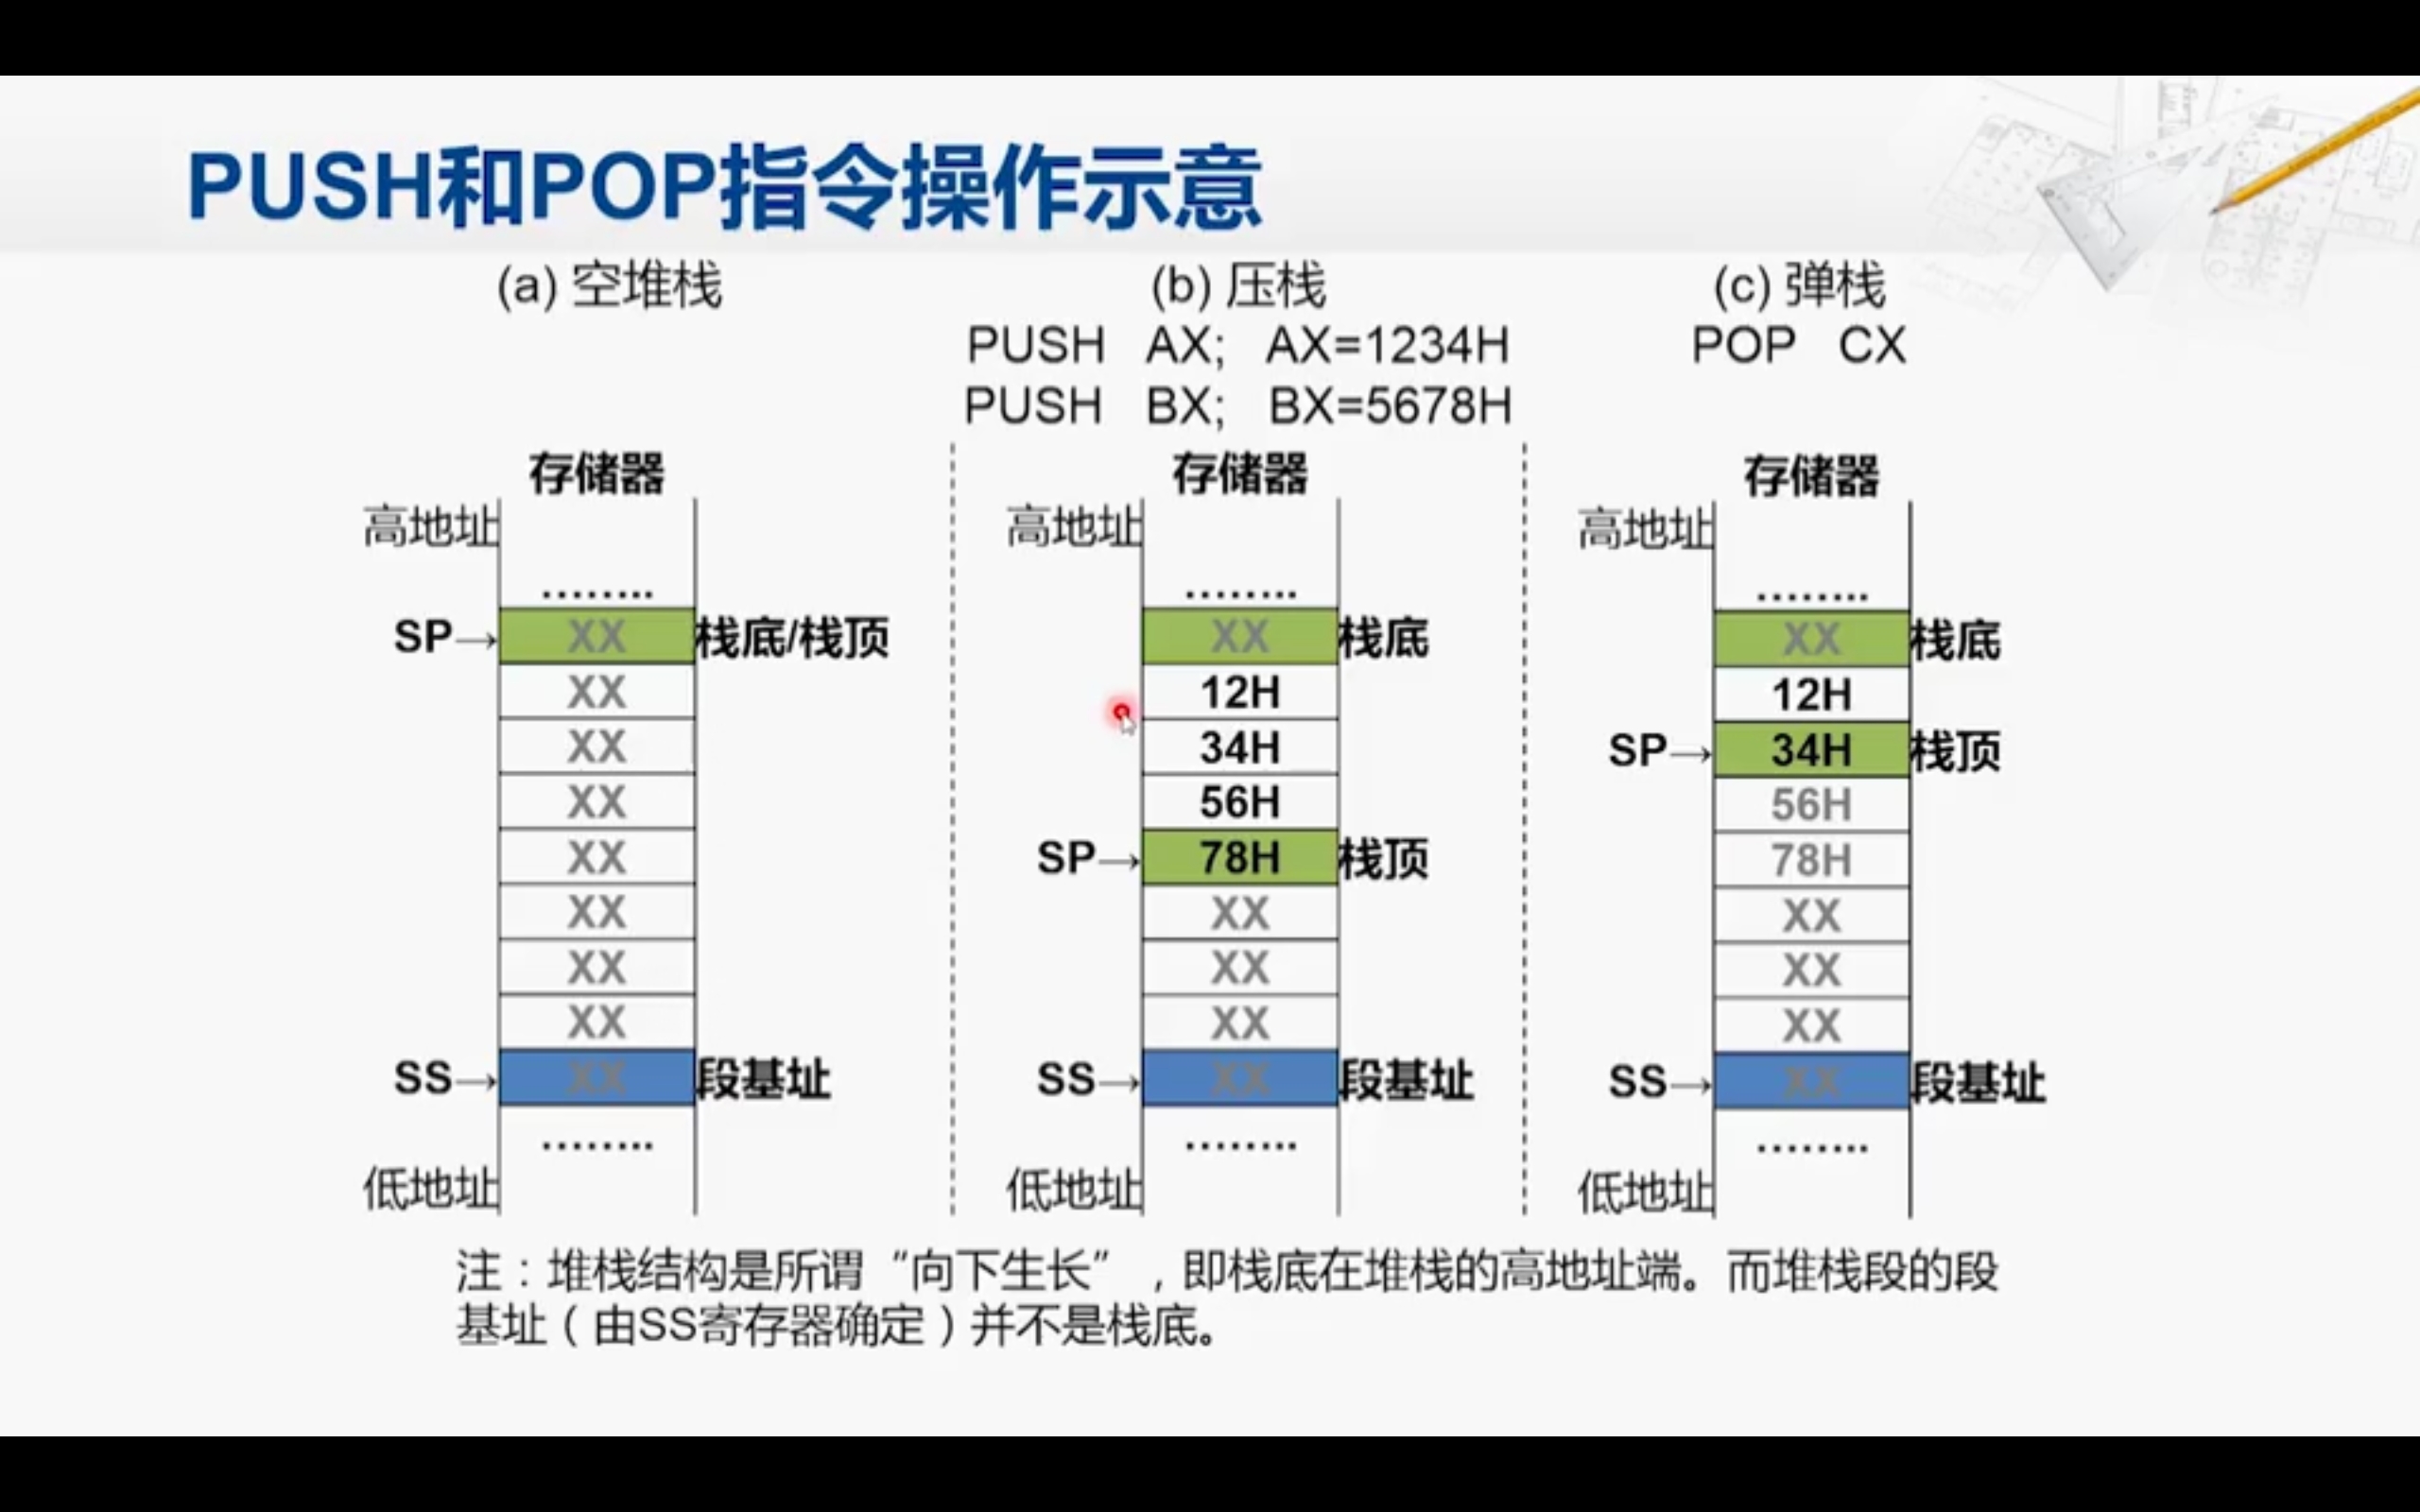 PUSH和POP指令操作示意
(a) 空堆栈
存储器
高地址
........
SP→ XX 栈底/栈顶
XX
XX
XX
XX
XX
XX
XX
SS→ XX 段基址
........
低地址
(b) 压栈
PUSH AX; AX=1234H
PUSH BX; BX=5678H
存储器
高地址
........
XX 栈底
12H
34H
56H
SP→ 78H 栈顶
XX
XX
XX
SS→ XX 段基址
........
低地址
(c) 弹栈
POP CX
存储器
高地址
........
XX 栈底
12H
SP→ 34H 栈顶
56H
78H
XX
XX
XX
SS→ XX 段基址
........
低地址
注：堆栈结构是所谓“向下生长”，即栈底在堆栈的高地址端。而堆栈段的段
基址（由SS寄存器确定）并不是栈底。